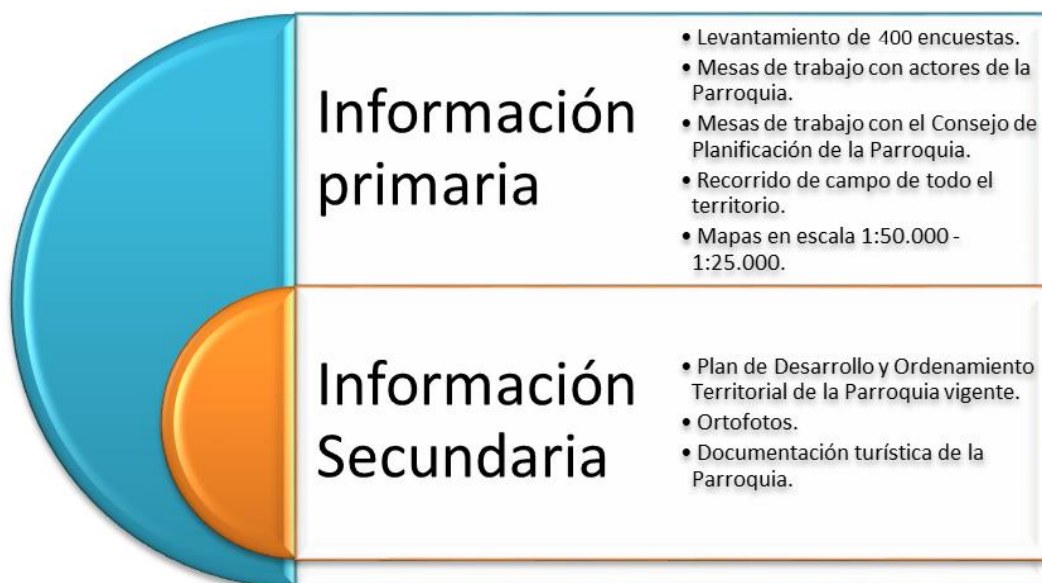 Información
primaria
• Levantamiento de 400 encuestas.
• Mesas de trabajo con actores de la
Parroquia.
• Mesas de trabajo con el Consejo de
Planificación de la Parroquia.
• Recorrido de campo de todo el
territorio.
• Mapas en escala 1:50.000 -
1:25.000.
Información
Secundaria
• Plan de Desarrollo y Ordenamiento
Territorial de la Parroquia vigente.
• Ortofotos.
• Documentación turística de la
Parroquia.